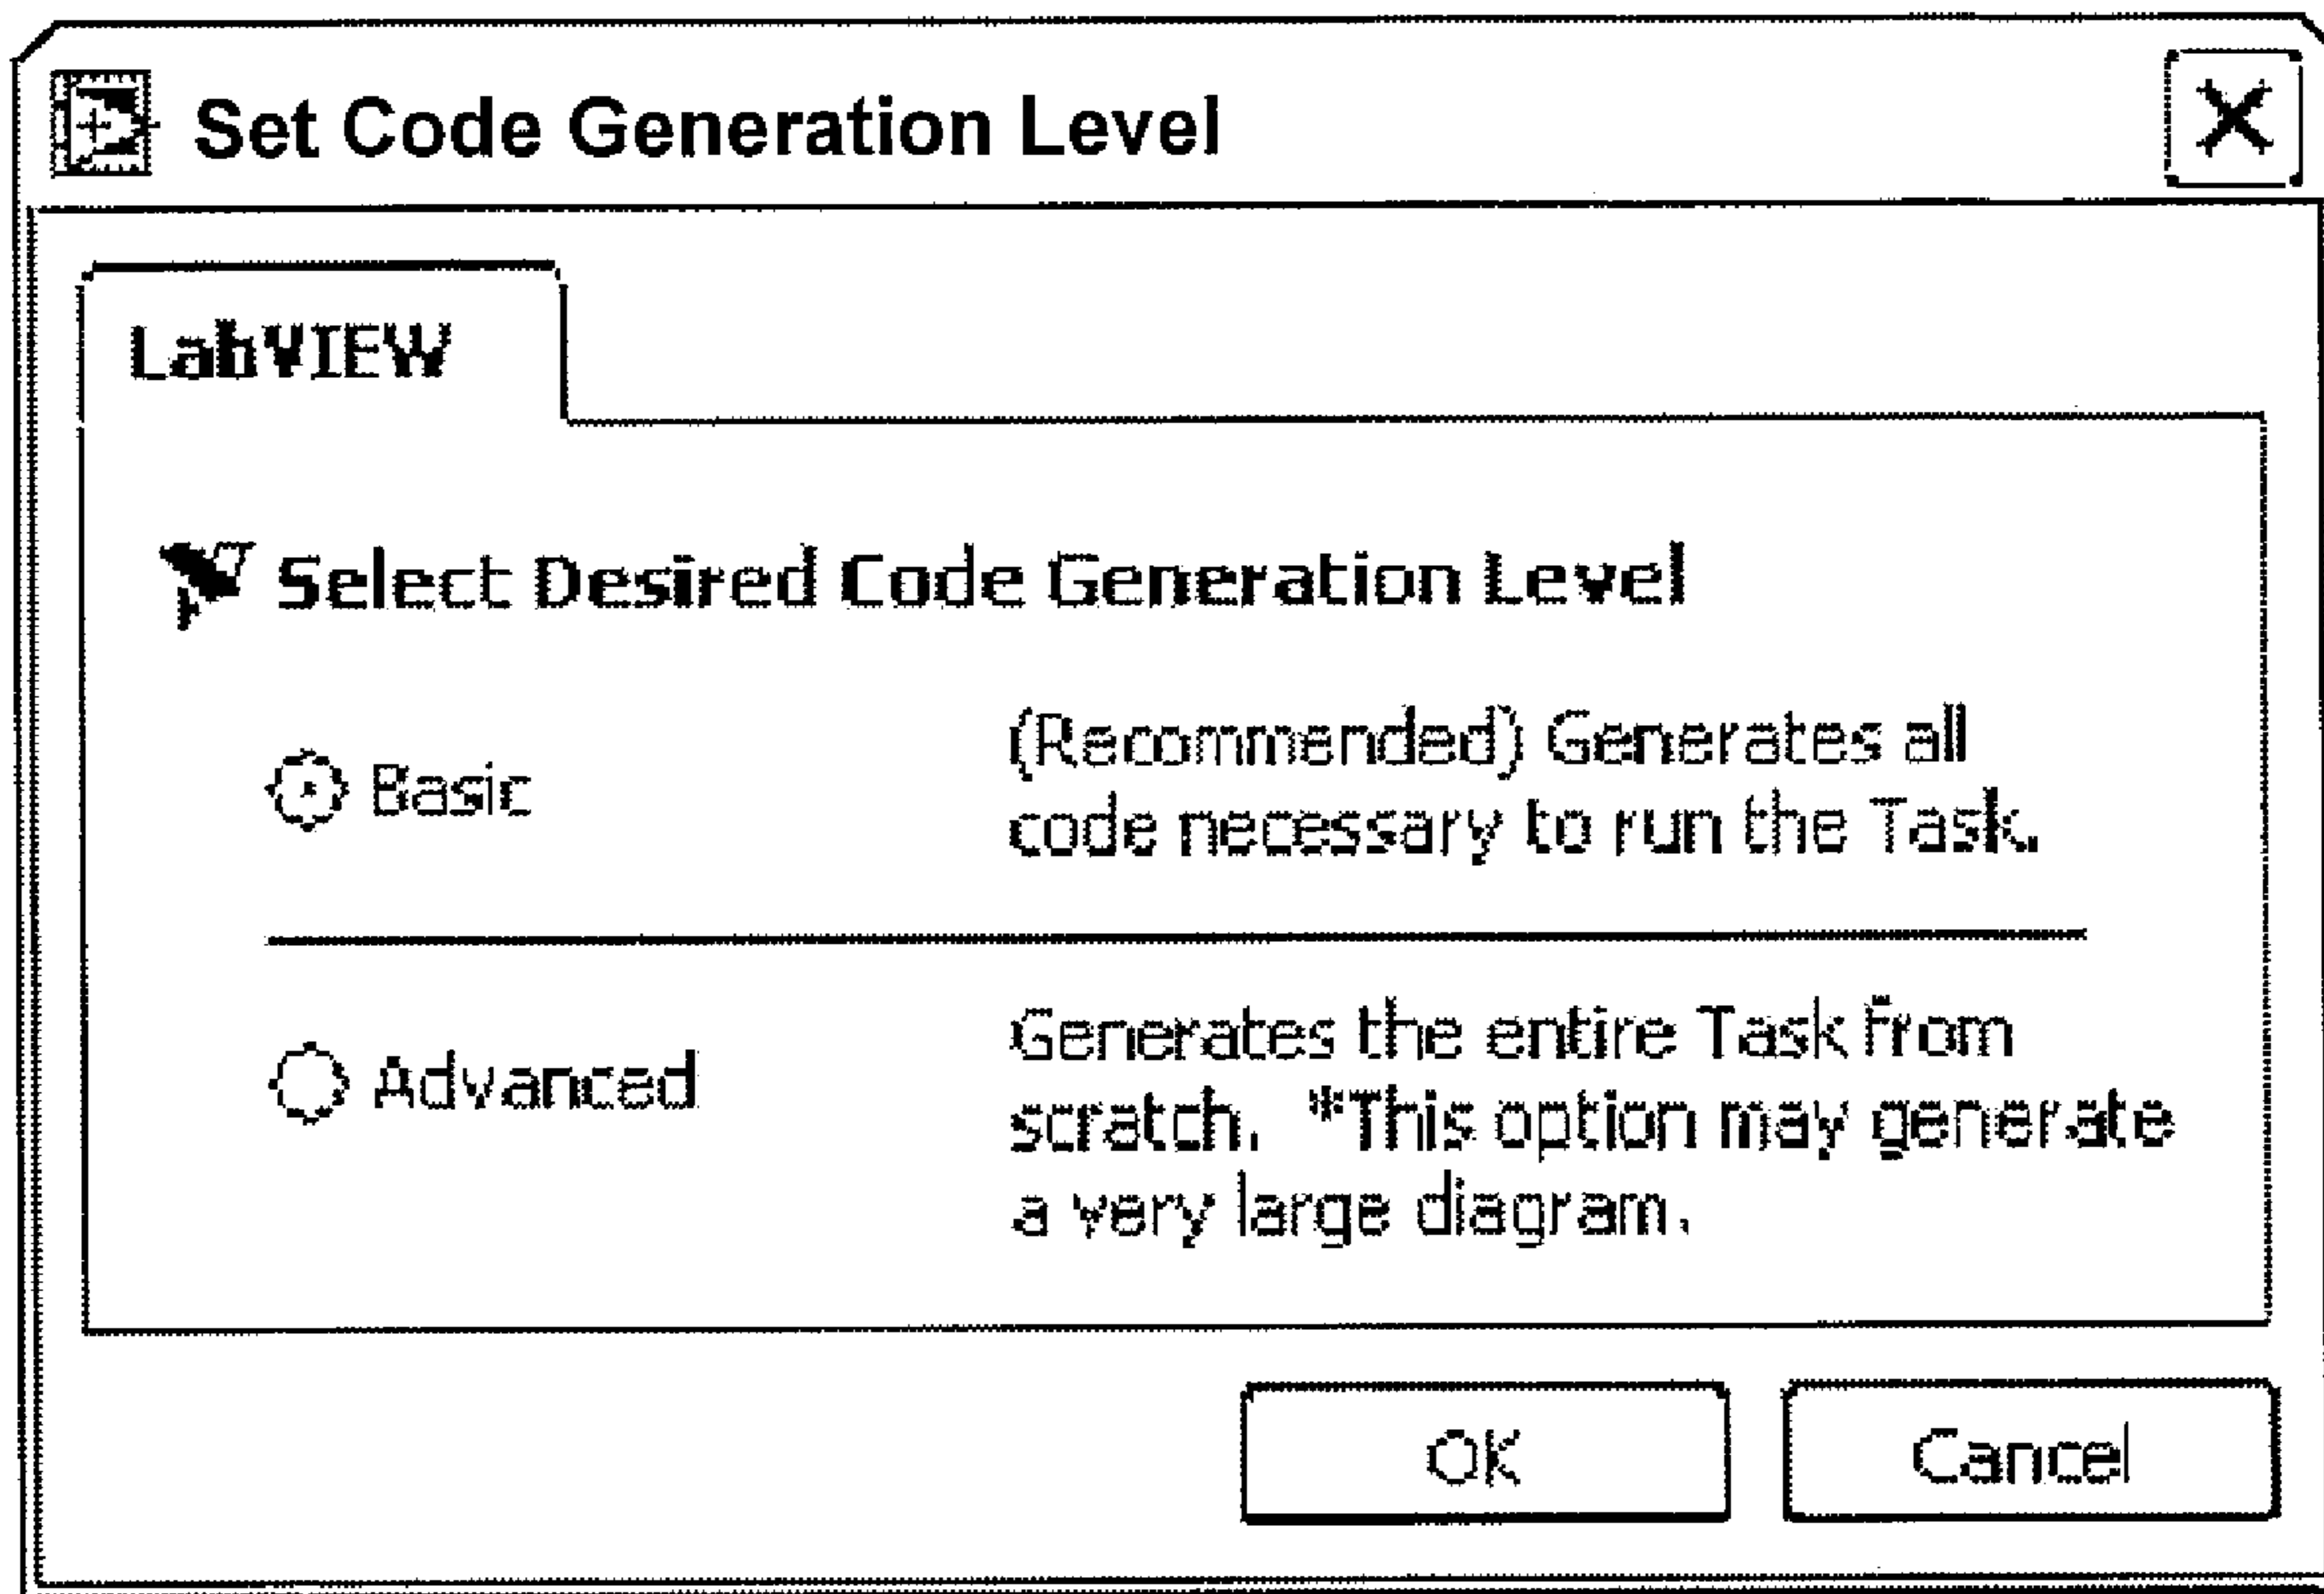 Set Code Generation Level
LabVIEW
Select Desired Code Generation Level
Basic
(Recommended) Generates all
code necessary to run the Task.
Advanced
Generates the entire Task from
scratch. *This option may generate
a very large diagram.
OK
Cancel